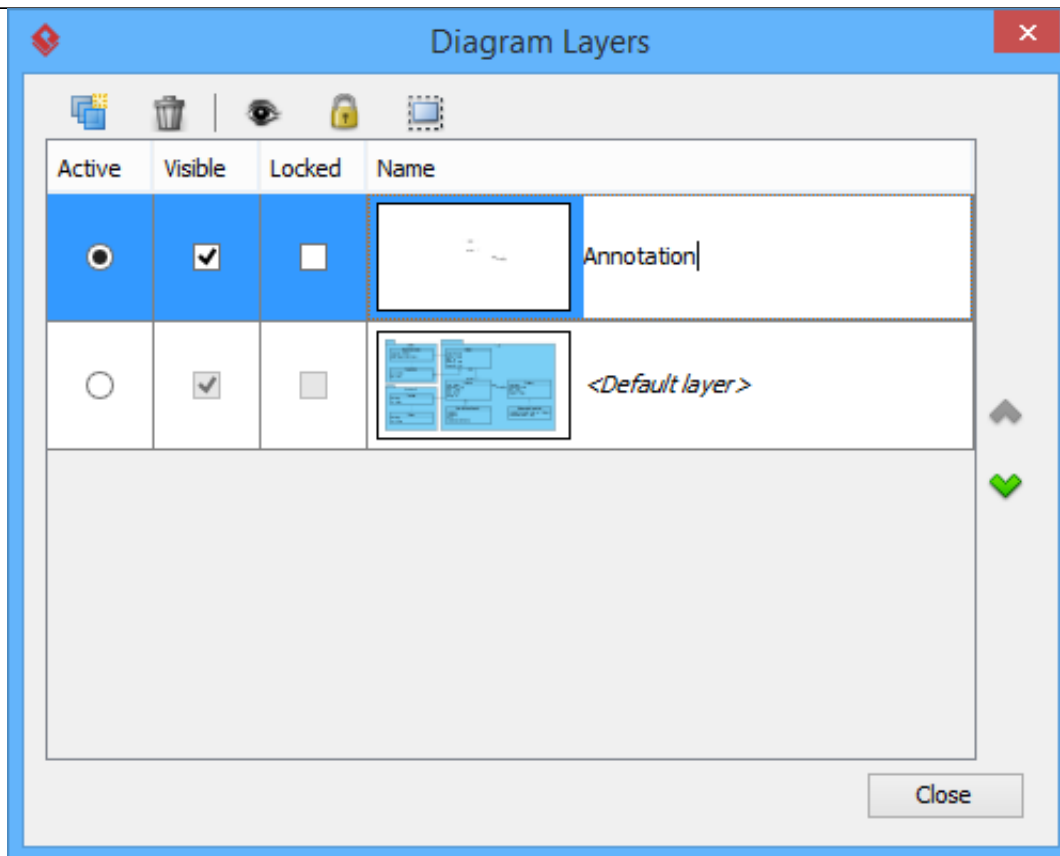 Diagram Layers
Active Visible Locked Name
Annotation
<Default layer>
Close